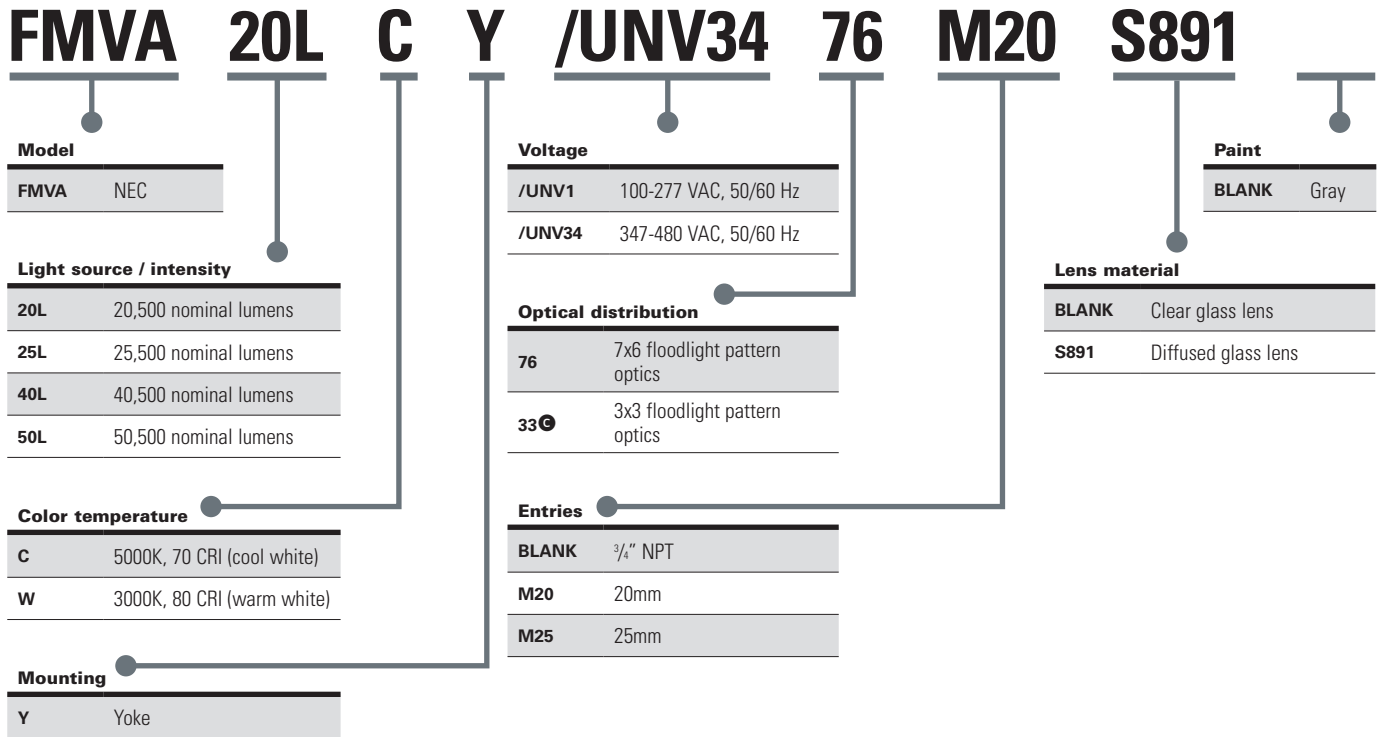 FMVA 20L C Y /UNV34 76 M20 S891
Model
FMVA NEC
Light source / intensity
20L 20,500 nominal lumens
25L 25,500 nominal lumens
40L 40,500 nominal lumens
50L 50,500 nominal lumens
Color temperature
C 5000K, 70 CRI (cool white)
W 3000K, 80 CRI (warm white)
Mounting
Y Yoke
Voltage
/UNV1 100-277 VAC, 50/60 Hz
/UNV34 347-480 VAC, 50/60 Hz
Optical distribution
76 7x6 floodlight pattern
optics
33🅒 3x3 floodlight pattern
optics
Entries
BLANK ¾" NPT
M20 20mm
M25 25mm
Paint
BLANK Gray
Lens material
BLANK Clear glass lens
S891 Diffused glass lens